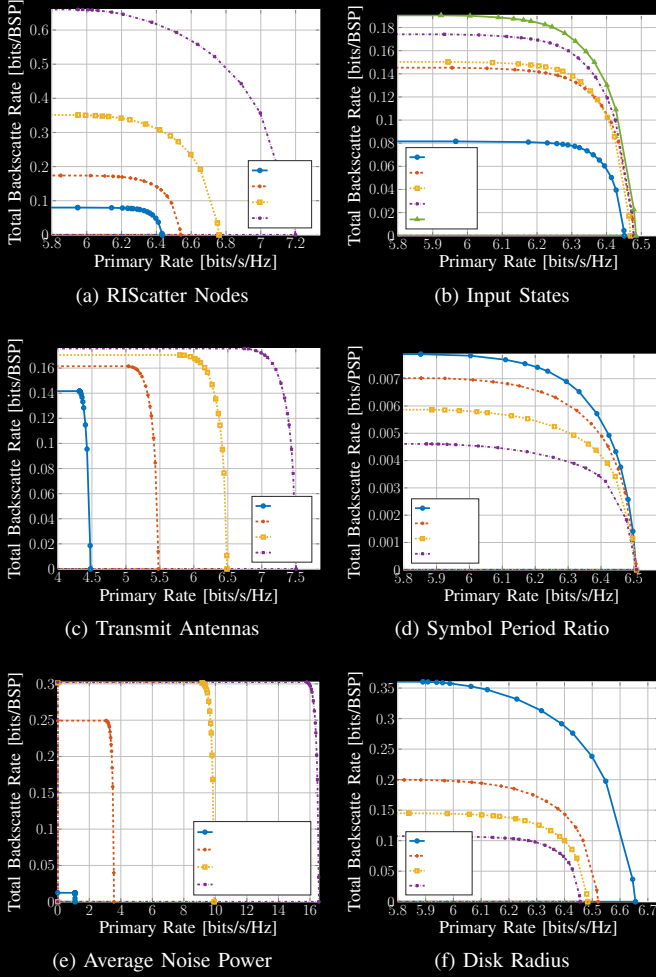 Total Backscatte Rate [bits/BSP]
0.6
0.5
0.4
0.3
0.2
0.1
0
5.8 6 6.2 6.4 6.6 6.8 7 7.2
Primary Rate [bits/s/Hz]
(a) RIScatter Nodes
Total Backscatte Rate [bits/BSP]
0.18
0.16
0.14
0.12
0.1
0.08
0.06
0.04
0.02
0
5.8 5.9 6 6.1 6.2 6.3 6.4 6.5
Primary Rate [bits/s/Hz]
(b) Input States
Total Backscatte Rate [bits/BSP]
0.16
0.14
0.12
0.1
0.08
0.06
0.04
0.02
0
4 4.5 5 5.5 6 6.5 7 7.5
Primary Rate [bits/s/Hz]
(c) Transmit Antennas
Total Backscatte Rate [bits/PSP]
0.007
0.006
0.005
0.004
0.003
0.002
0.001
0
5.8 5.9 6 6.1 6.2 6.3 6.4 6.5
Primary Rate [bits/s/Hz]
(d) Symbol Period Ratio
Total Backscatte Rate [bits/BSP]
0.3
0.25
0.2
0.15
0.1
0.05
0
0 2 4 6 8 10 12 14 16
Primary Rate [bits/s/Hz]
(e) Average Noise Power
Total Backscatte Rate [bits/BSP]
0.35
0.3
0.25
0.2
0.15
0.1
0.05
0
5.8 5.9 6 6.1 6.2 6.3 6.4 6.5 6.6 6.7
Primary Rate [bits/s/Hz]
(f) Disk Radius